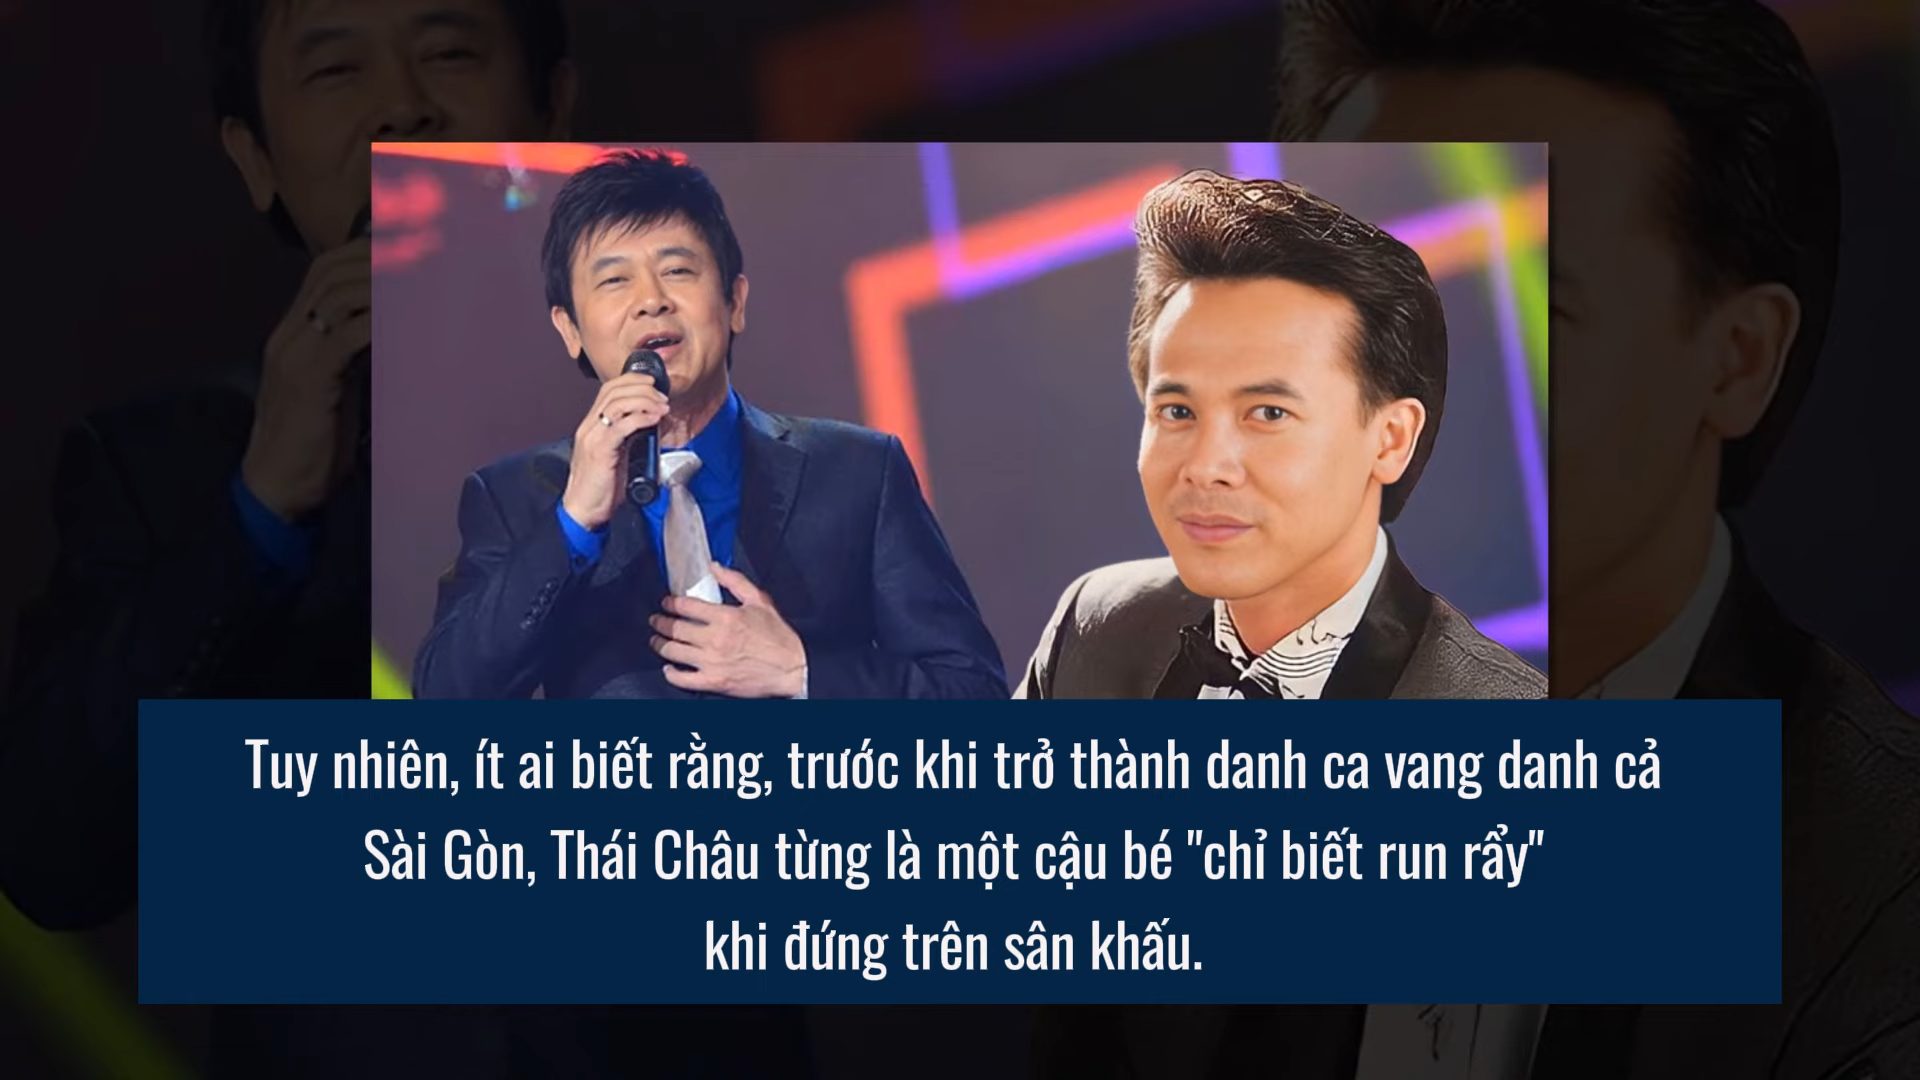 Tuy nhiên, ít ai biết rằng, trước khi trở thành danh ca vang danh cả
Sài Gòn, Thái Châu từng là một cậu bé "chỉ biết run rẩy"
khi đứng trên sân khấu.